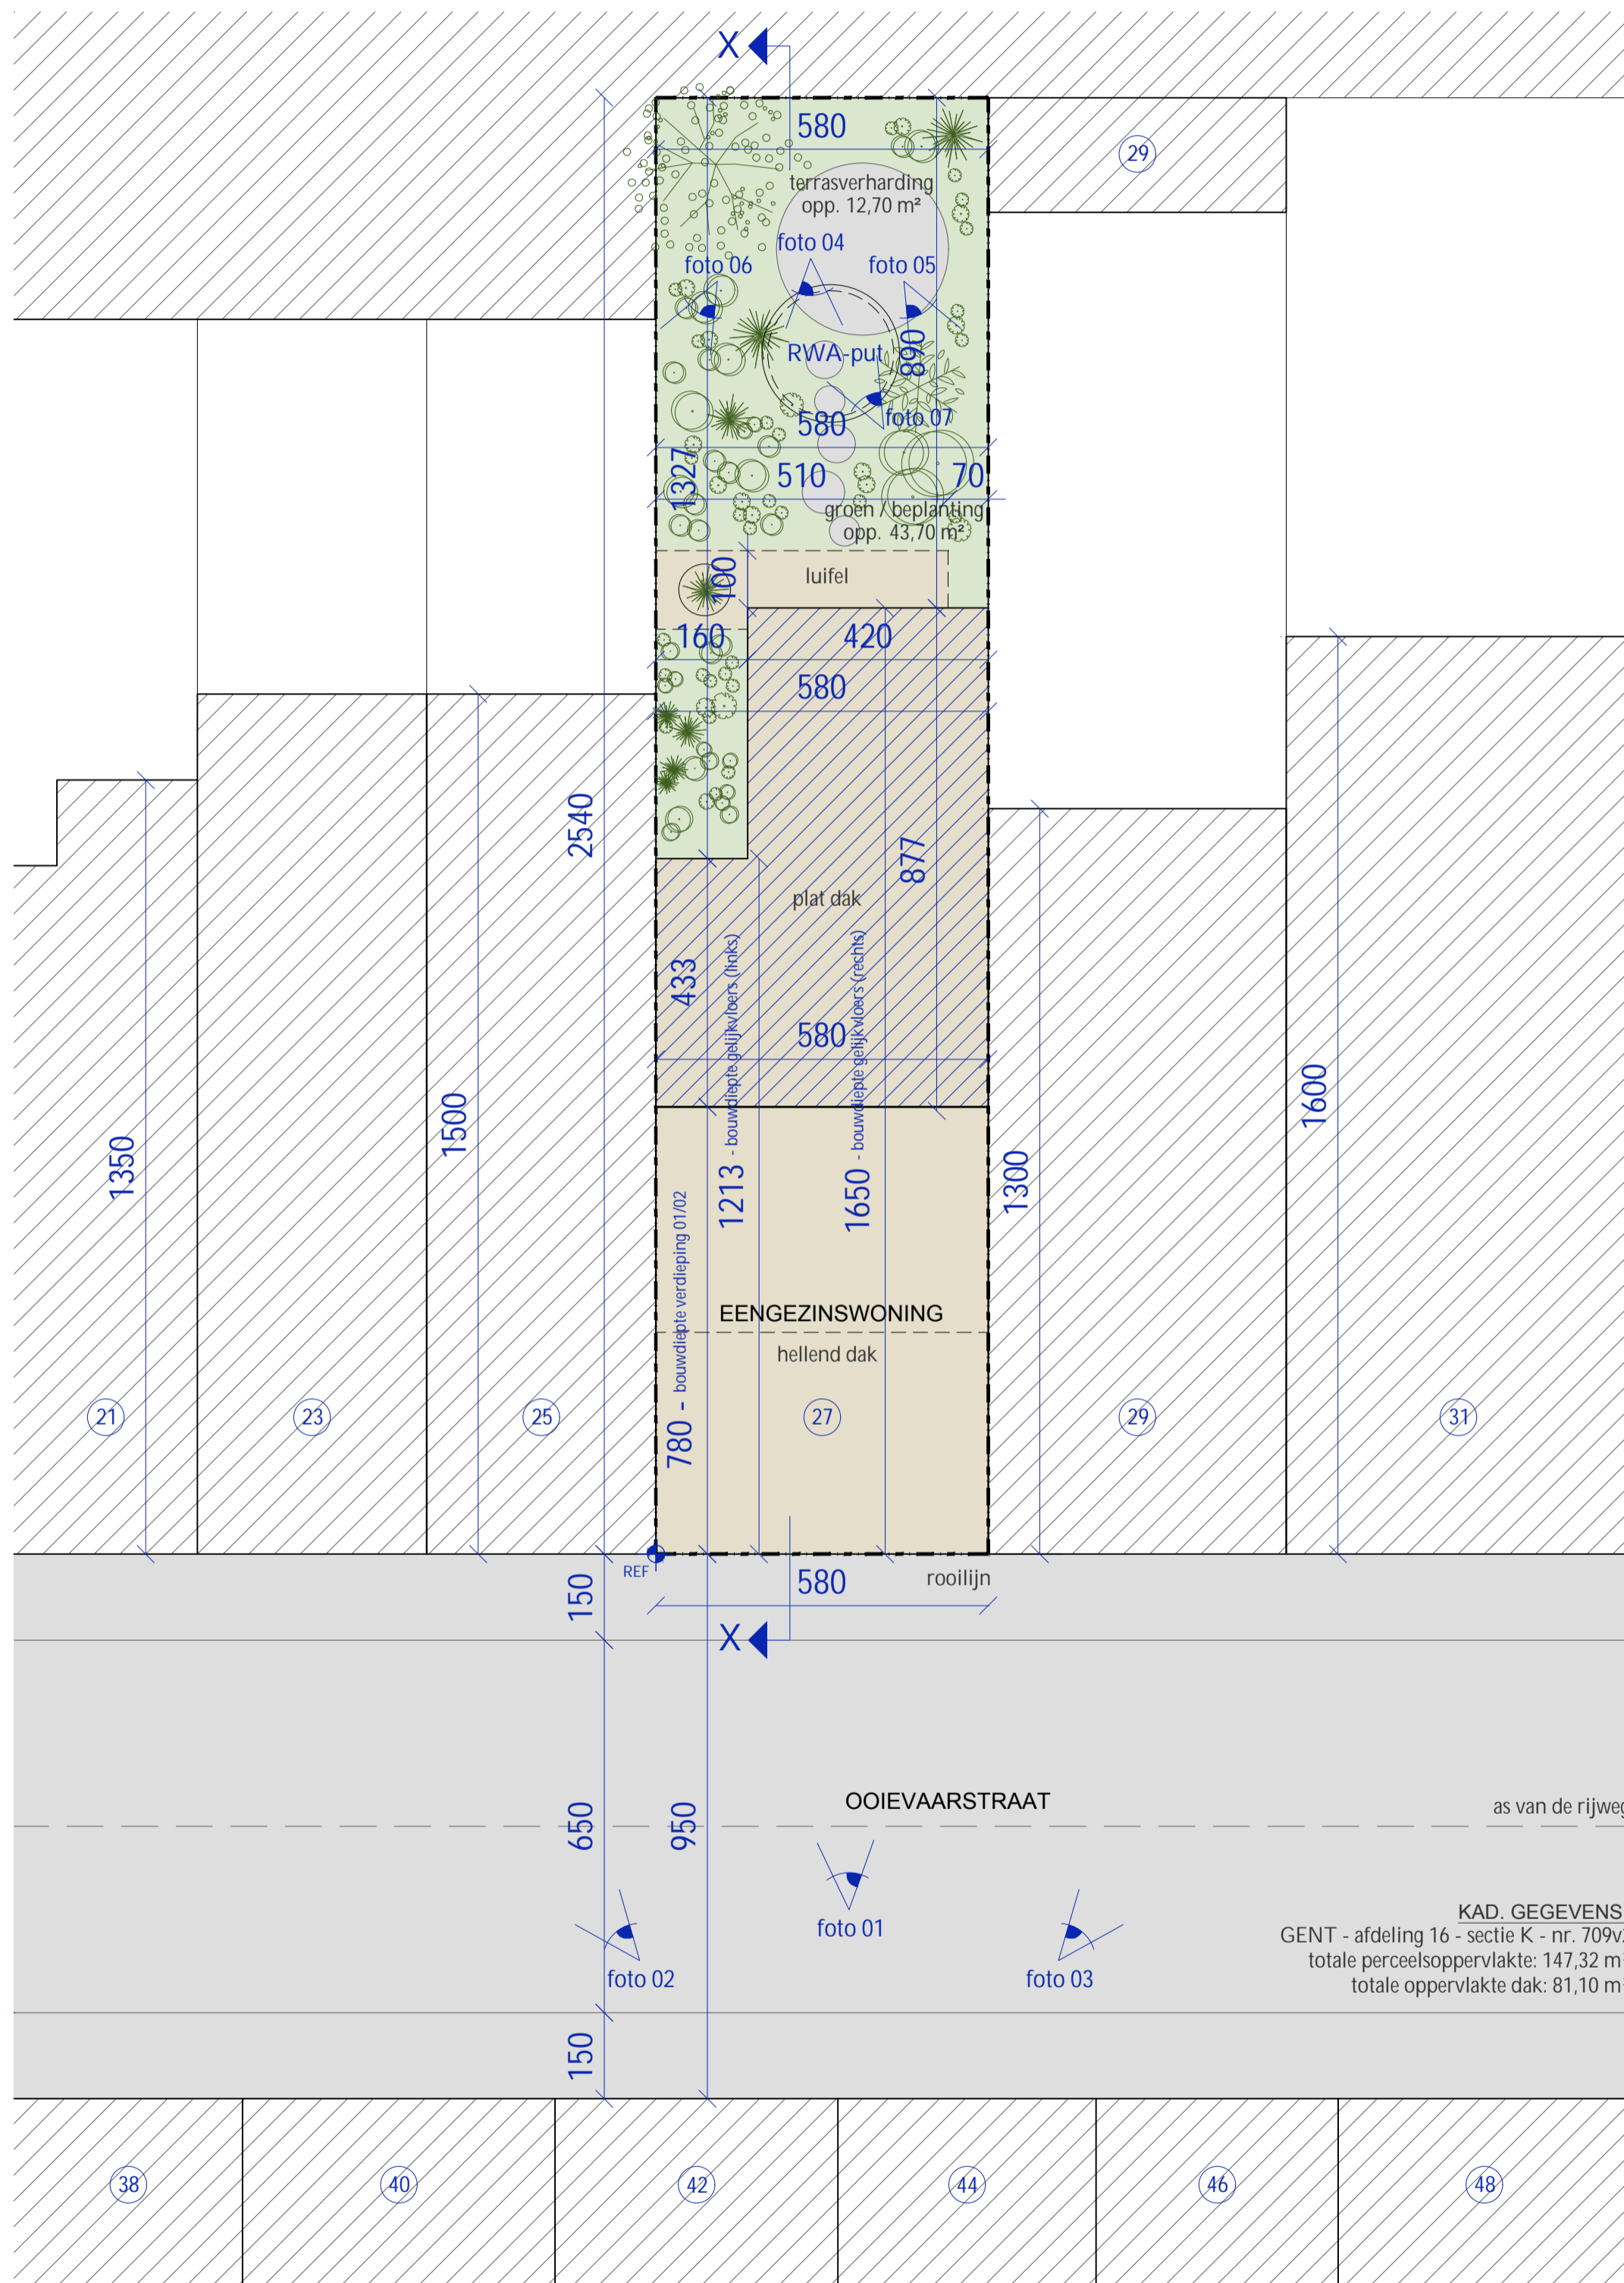 X
580
29
terrasverharding
opp. 12,70 m²
foto 04
foto 06
foto 05
RWA-put
890
580
foto 07
1327
510
70
groen / beplanting
opp. 43,70 m²
100
luifel
160
420
580
2540
877
plat dak
433
580
1213 - bouwdiepte gelijkvloers (links)
1650 - bouwdiepte gelijkvloers (rechts)
1350
1500
1300
1600
780 - bouwdiepte verdieping 01/02
EENGEZINSWONING
hellend dak
21
23
25
27
29
31
REF
150
580
rooilijn
X
OOIEVAARSTRAAT
as van de rijweg
650
950
foto 01
foto 02
foto 03
KAD. GEGEVENS
GENT - afdeling 16 - sectie K - nr. 709v
totale perceelsoppervlakte: 147,32 m
totale oppervlakte dak: 81,10 m
150
38
40
42
44
46
48